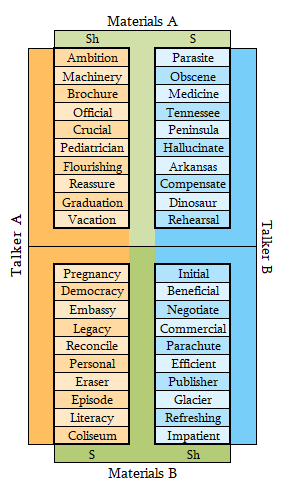 Materials A
Sh S
Ambition Parasite
Machinery Obscene
Brochure Medicine
Official Dinosaur
Crucial Tennessee
Pediatrician Peninsula
Flourishing Hallucinate
Reassure Arkansas
Graduation Compensate
Vacation Rehearsal
Talker A
Talker B
Pregnancy Initial
Democracy Beneficial
Embassy Negotiate
Legacy Commercial
Reconcile Parachute
Personal Efficient
Eraser Publisher
Episode Glacier
Literacy Refreshing
Coliseum Impatient
S Sh
Materials B